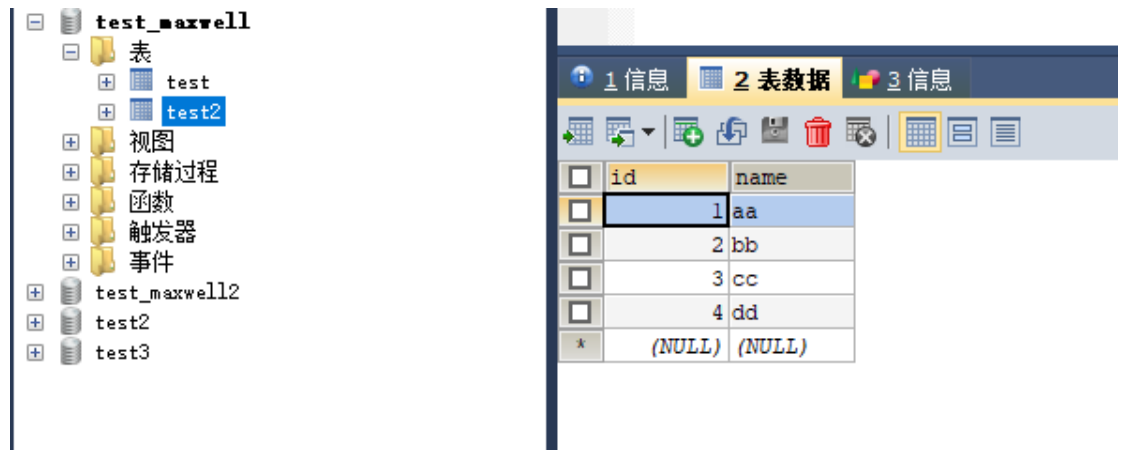 test_maxwell
表
test
test2
视图
存储过程
函数
触发器
事件
test_maxwell2
test2
test3
1 信息 2 表数据 3 信息
id name
1 aa
2 bb
3 cc
4 dd
* (NULL) (NULL)